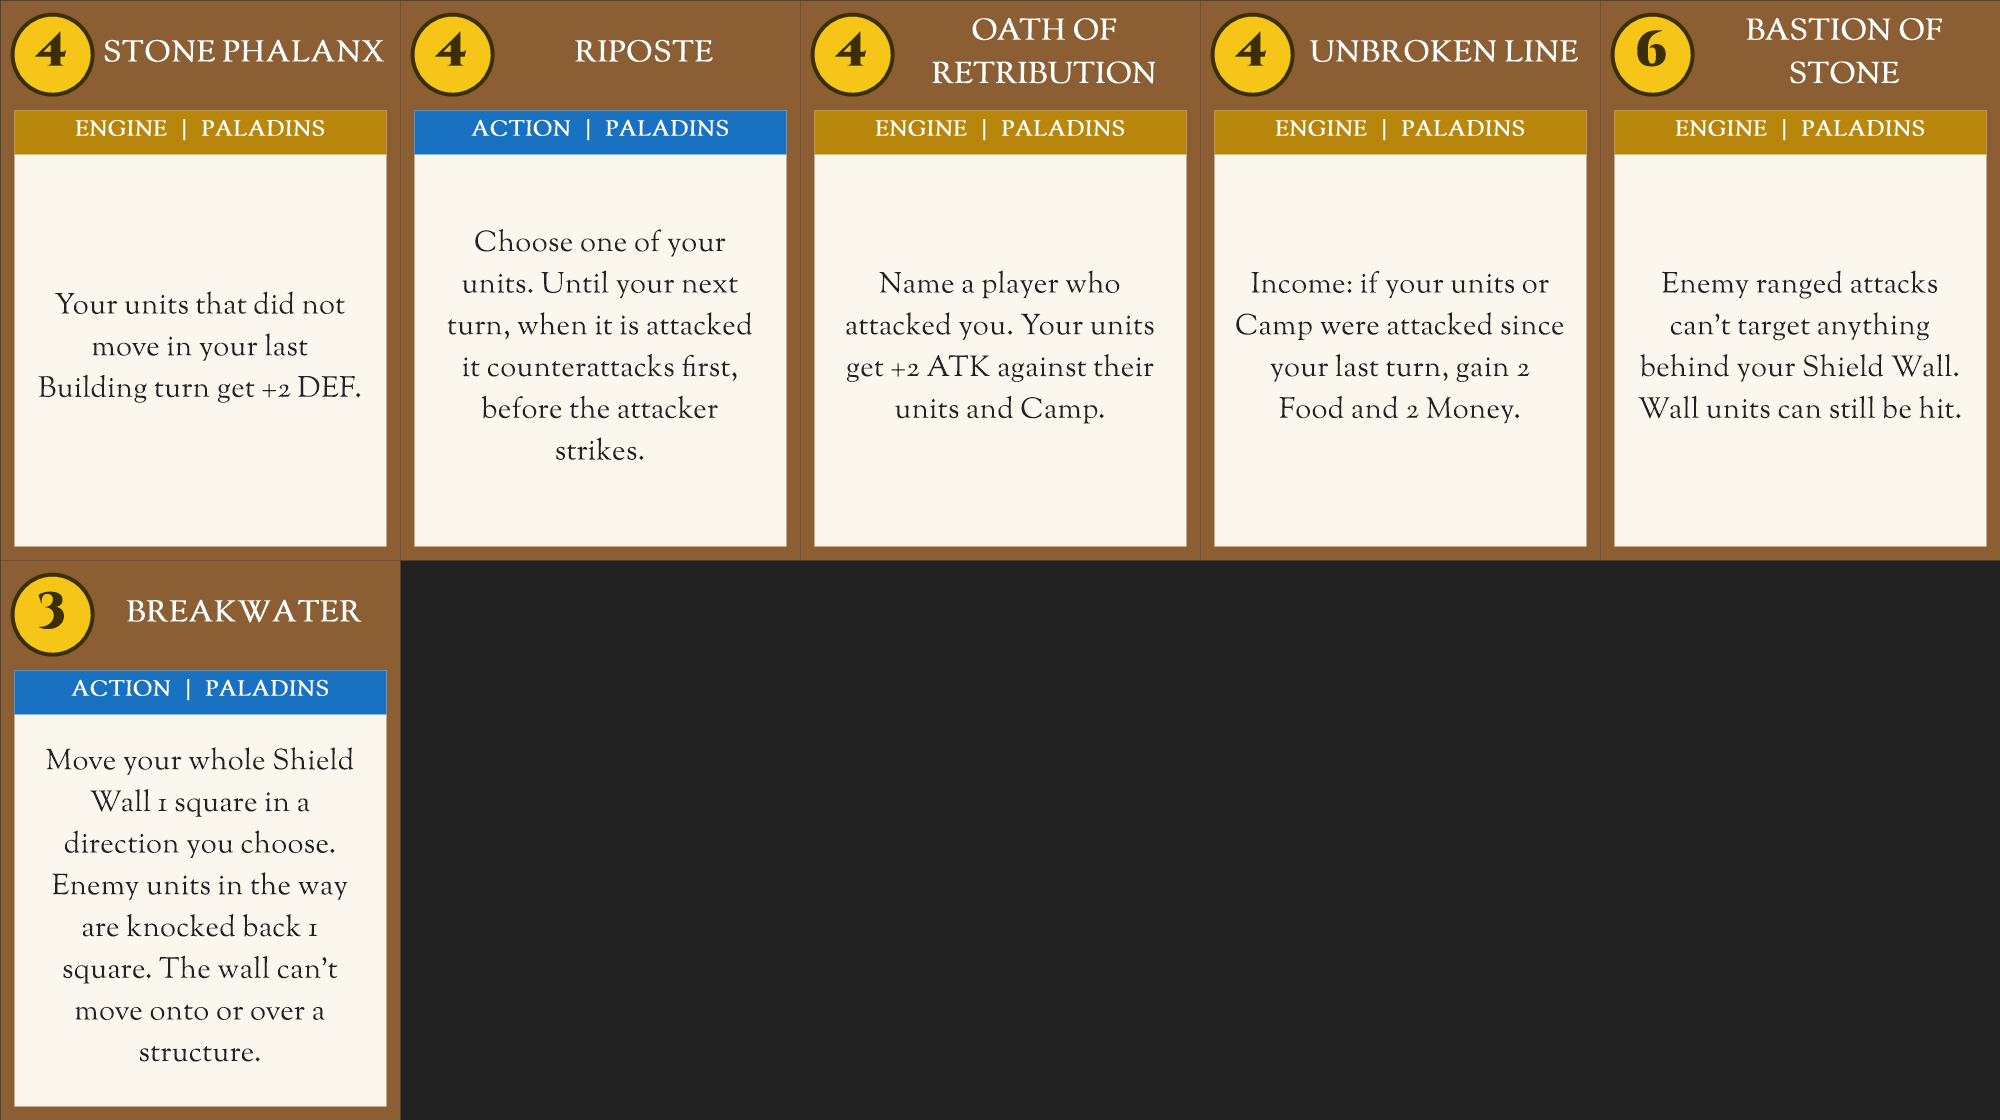 4
STONE PHALANX
ENGINE | PALADINS
Your units that did not
move in your last
Building turn get +2 DEF.
4
RIPOSTE
ACTION | PALADINS
Choose one of your
units. Until your next
turn, when it is attacked
it counterattacks first,
before the attacker
strikes.
4
OATH OF
RETRIBUTION
ENGINE | PALADINS
Name a player who
attacked you. Your units
get +2 ATK against their
units and Camp.
4
UNBROKEN LINE
ENGINE | PALADINS
Income: if your units or
Camp were attacked since
your last turn, gain 2
Food and 2 Money.
6
BASTION OF
STONE
ENGINE | PALADINS
Enemy ranged attacks
can't target anything
behind your Shield Wall.
Wall units can still be hit.
3
BREAKWATER
ACTION | PALADINS
Move your whole Shield
Wall 1 square in a
direction you choose.
Enemy units in the way
are knocked back 1
square. The wall can't
move onto or over a
structure.